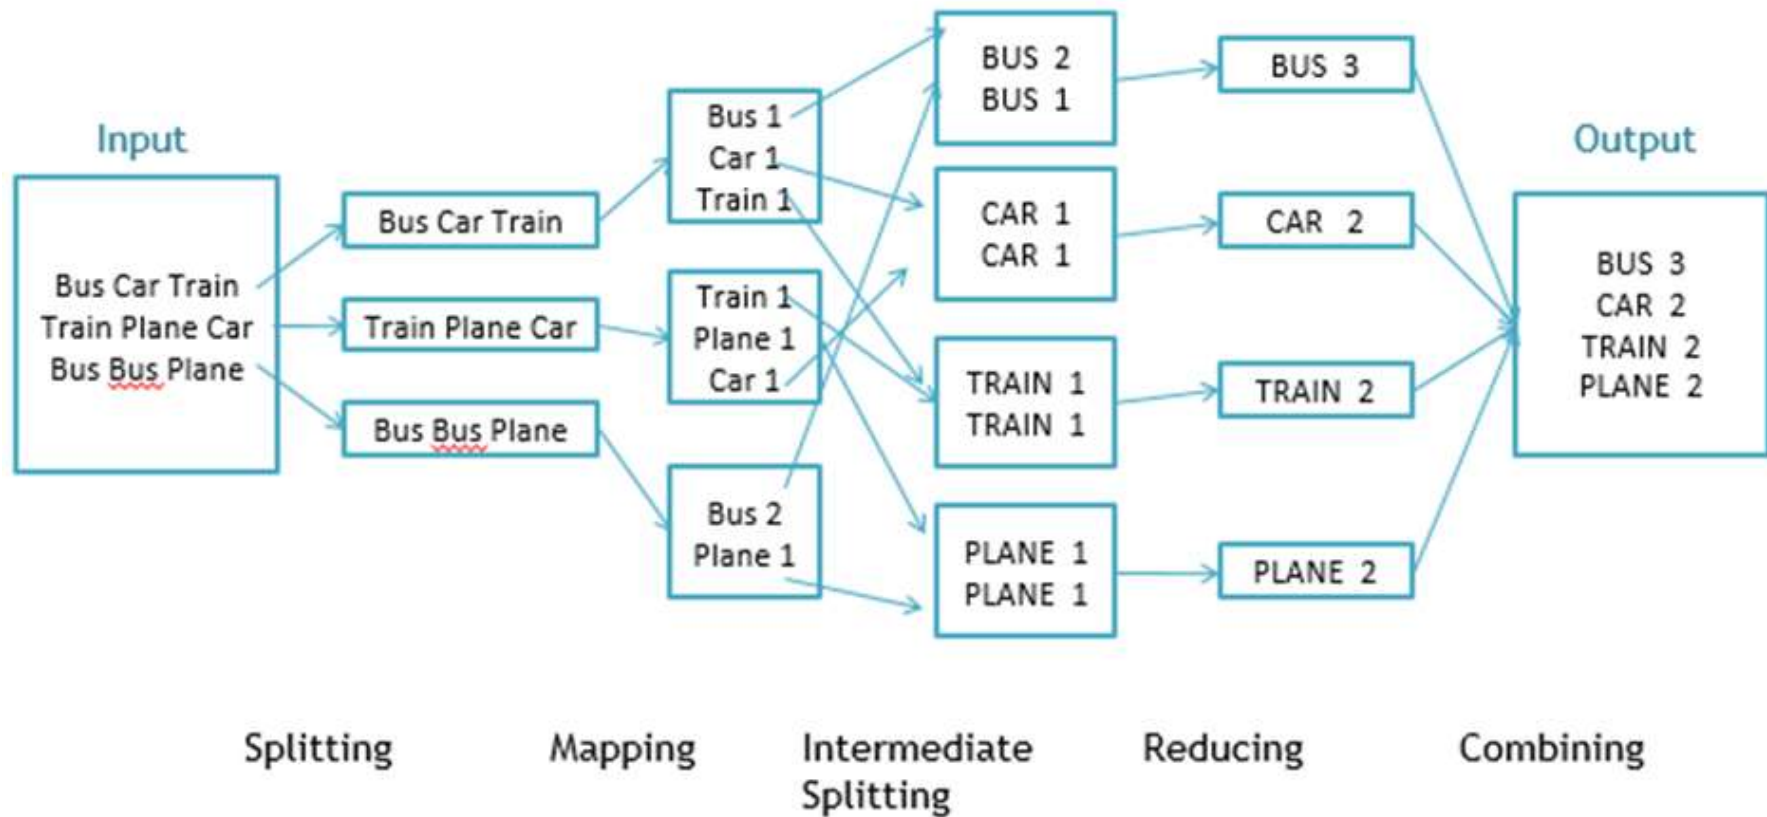 Input
Bus Car Train
Train Plane Car
Bus Bus Plane
Bus Car Train
Train Plane Car
Bus Bus Plane
Bus 1
Car 1
Train 1
Train 1
Plane 1
Car 1
Bus 2
Plane 1
BUS 2
BUS 1
CAR 1
CAR 1
TRAIN 1
TRAIN 1
PLANE 1
PLANE 1
BUS 3
CAR 2
TRAIN 2
PLANE 2
Output
BUS 3
CAR 2
TRAIN 2
PLANE 2
Splitting
Mapping
Intermediate
Splitting
Reducing
Combining